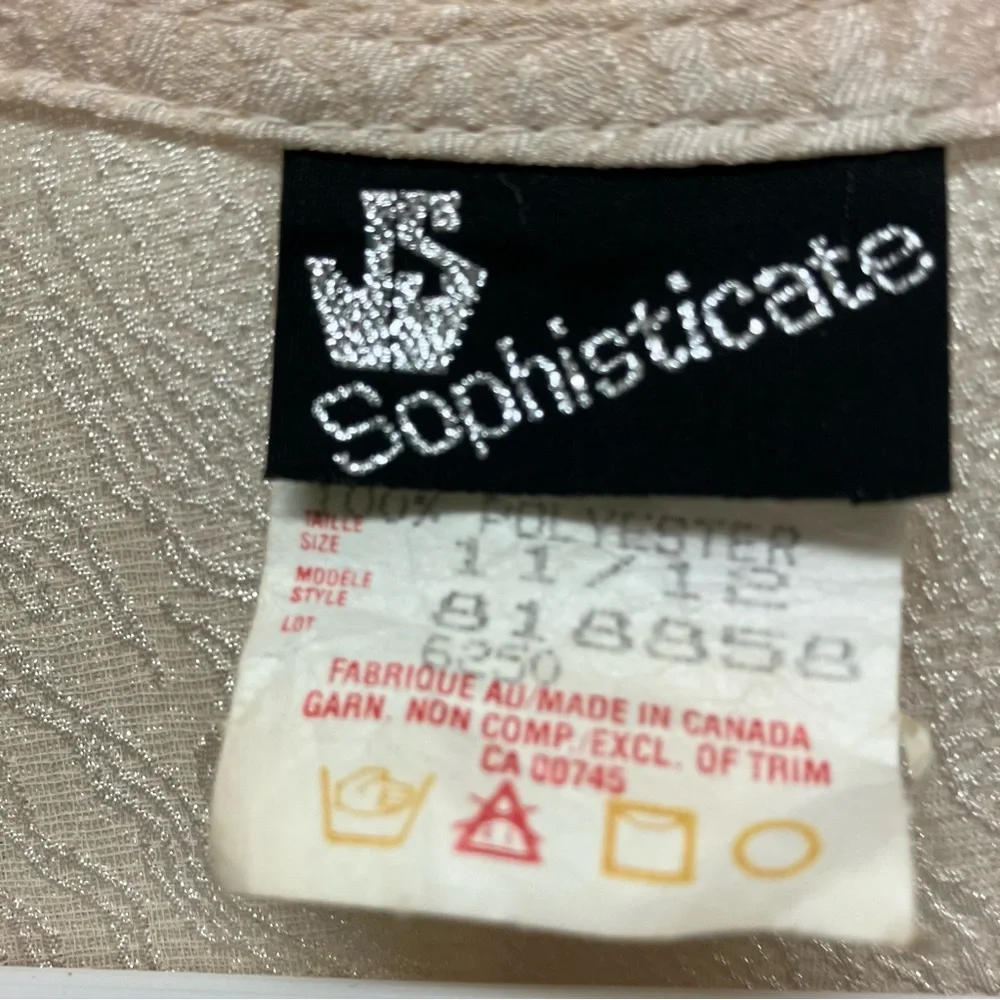 JS
Sophisticate
100% POLYESTER
TAILLE
SIZE 11/12
MODELE
STYLE 818858
LOT 6250
FABRIQUE AU/MADE IN CANADA
GARN. NON COMP./EXCL. OF TRIM
CA 00745